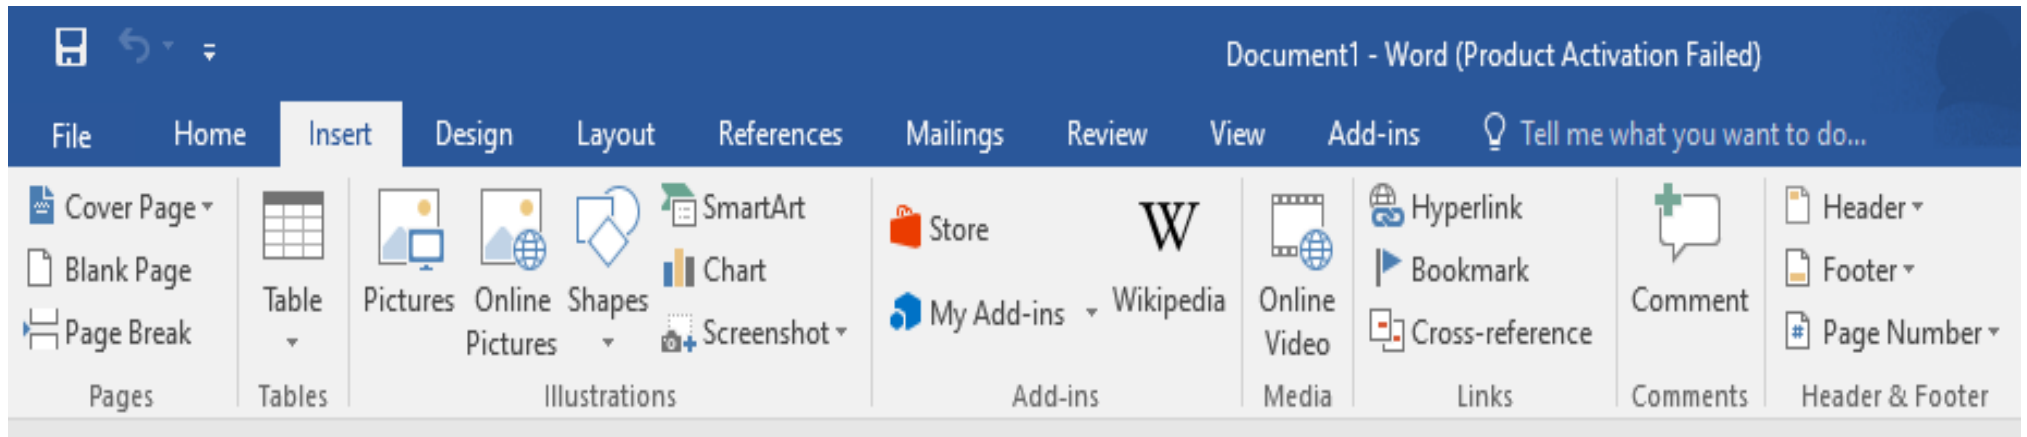 Document1 - Word (Product Activation Failed)
File Home Insert Design Layout References Mailings Review View Add-ins Tell me what you want to do...
Cover Page
Blank Page
Page Break
Pages
Table
Tables
Pictures
Online
Pictures
Shapes
SmartArt
Chart
Screenshot
Illustrations
Store
My Add-ins
W
Wikipedia
Add-ins
Online
Video
Media
Hyperlink
Bookmark
Cross-reference
Links
Comment
Comments
Header
Footer
# Page Number
Header & Footer